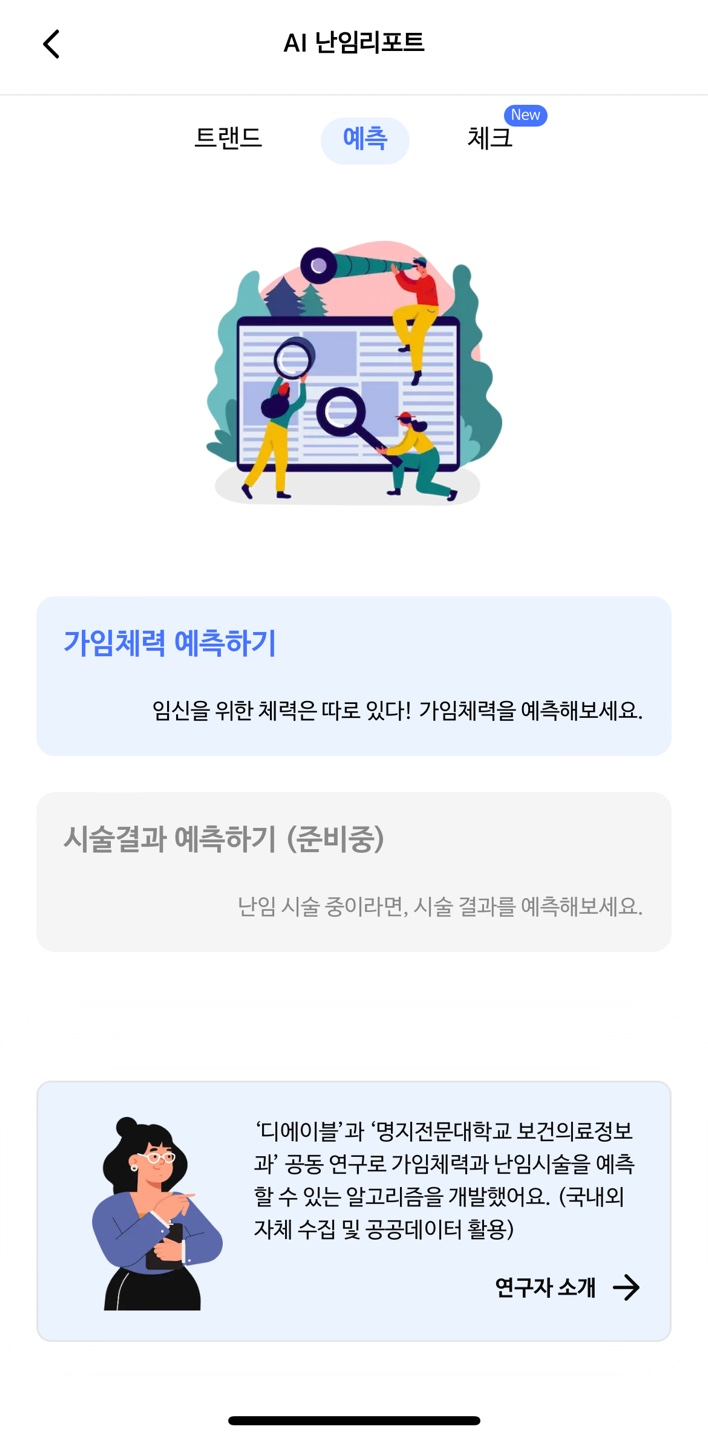 AI 난임리포트
New
트랜드 예측 체크
가임체력 예측하기
임신을 위한 체력은 따로 있다! 가임체력을 예측해보세요.
시술결과 예측하기 (준비중)
난임 시술 중이라면, 시술 결과를 예측해보세요.
‘디에이블’과 ‘명지전문대학교 보건의료정보
과’ 공동 연구로 가임체력과 난임시술을 예측
할 수 있는 알고리즘을 개발했어요. (국내외
자체 수집 및 공공데이터 활용)
연구자 소개